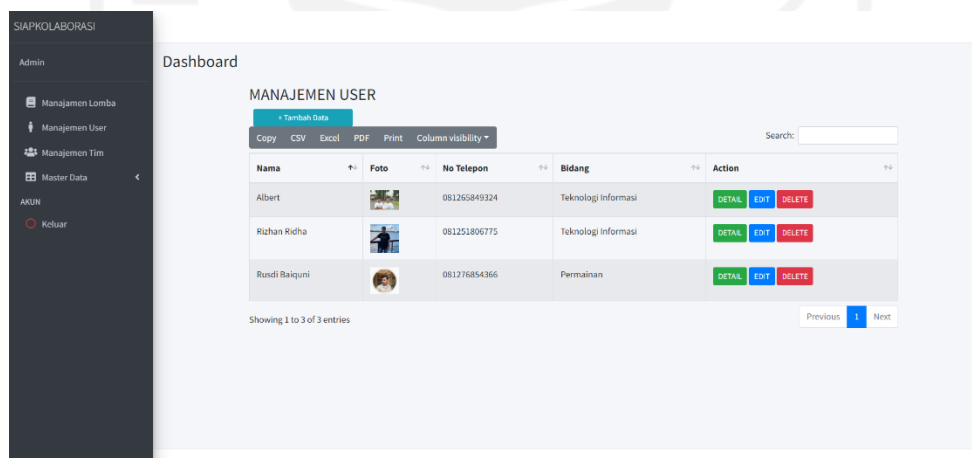 SIAPKOLABORASI
Admin
Manajamen Lomba
Manajemen User
Manajemen Tim
Master Data
AKUN
Keluar
Dashboard
MANAJEMEN USER
+ Tambah Data
Copy CSV Excel PDF Print Column visibility
Search:
Nama Foto No Telepon Bidang Action
Albert 081265849324 Teknologi Informasi DETAIL EDIT DELETE
Rizhan Ridha 081251806775 Teknologi Informasi DETAIL EDIT DELETE
Rusdi Baiquni 081276854366 Permainan DETAIL EDIT DELETE
Showing 1 to 3 of 3 entries
Previous 1 Next